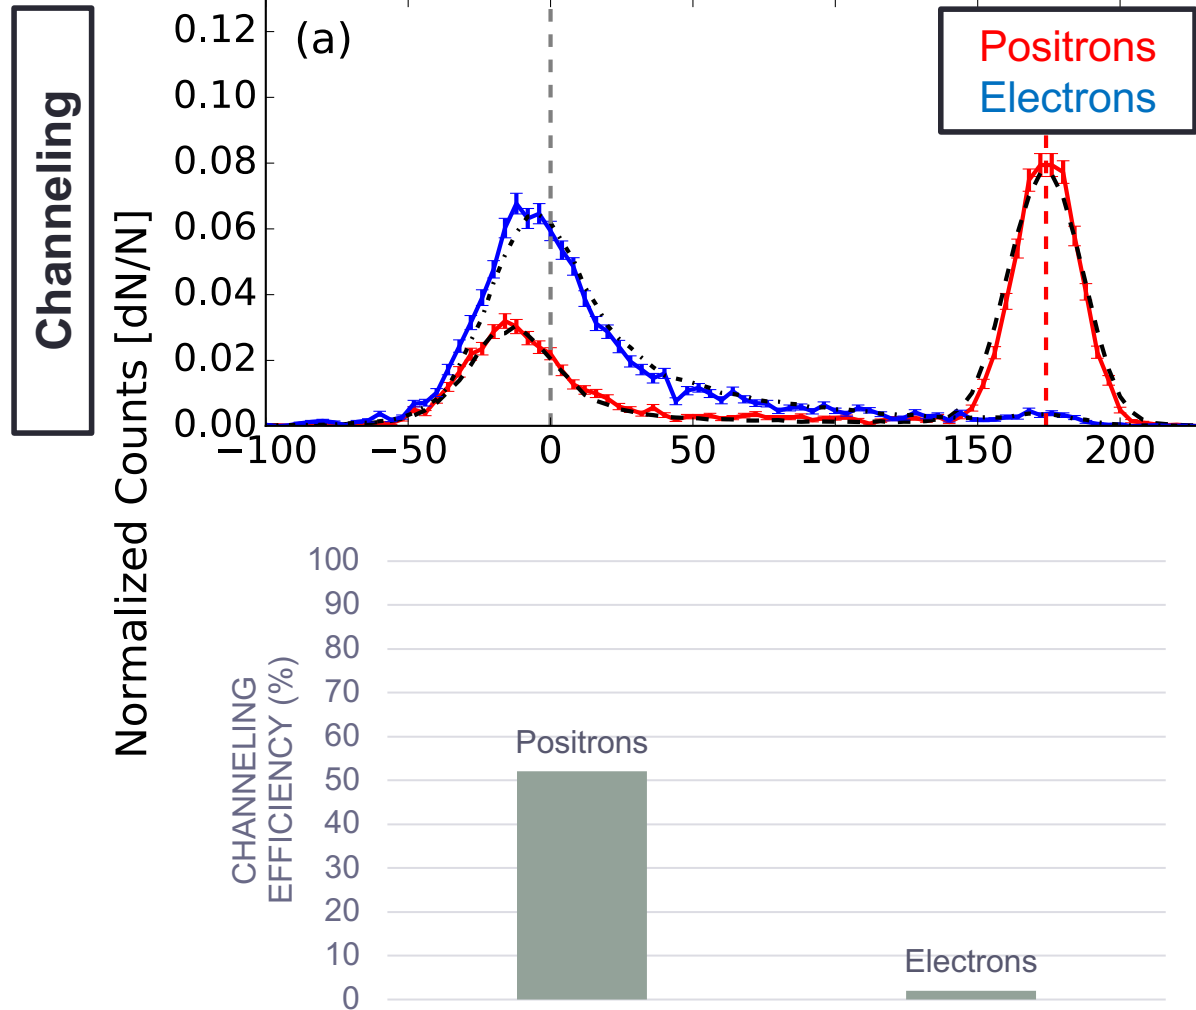 Channeling
Normalized Counts [dN/N]
(a)
Positrons
Electrons
0.12
0.10
0.08
0.06
0.04
0.02
0.00
−100
−50
0
50
100
150
200
CHANNELING
EFFICIENCY (%)
100
90
80
70
60
50
40
30
20
10
0
Positrons
Electrons